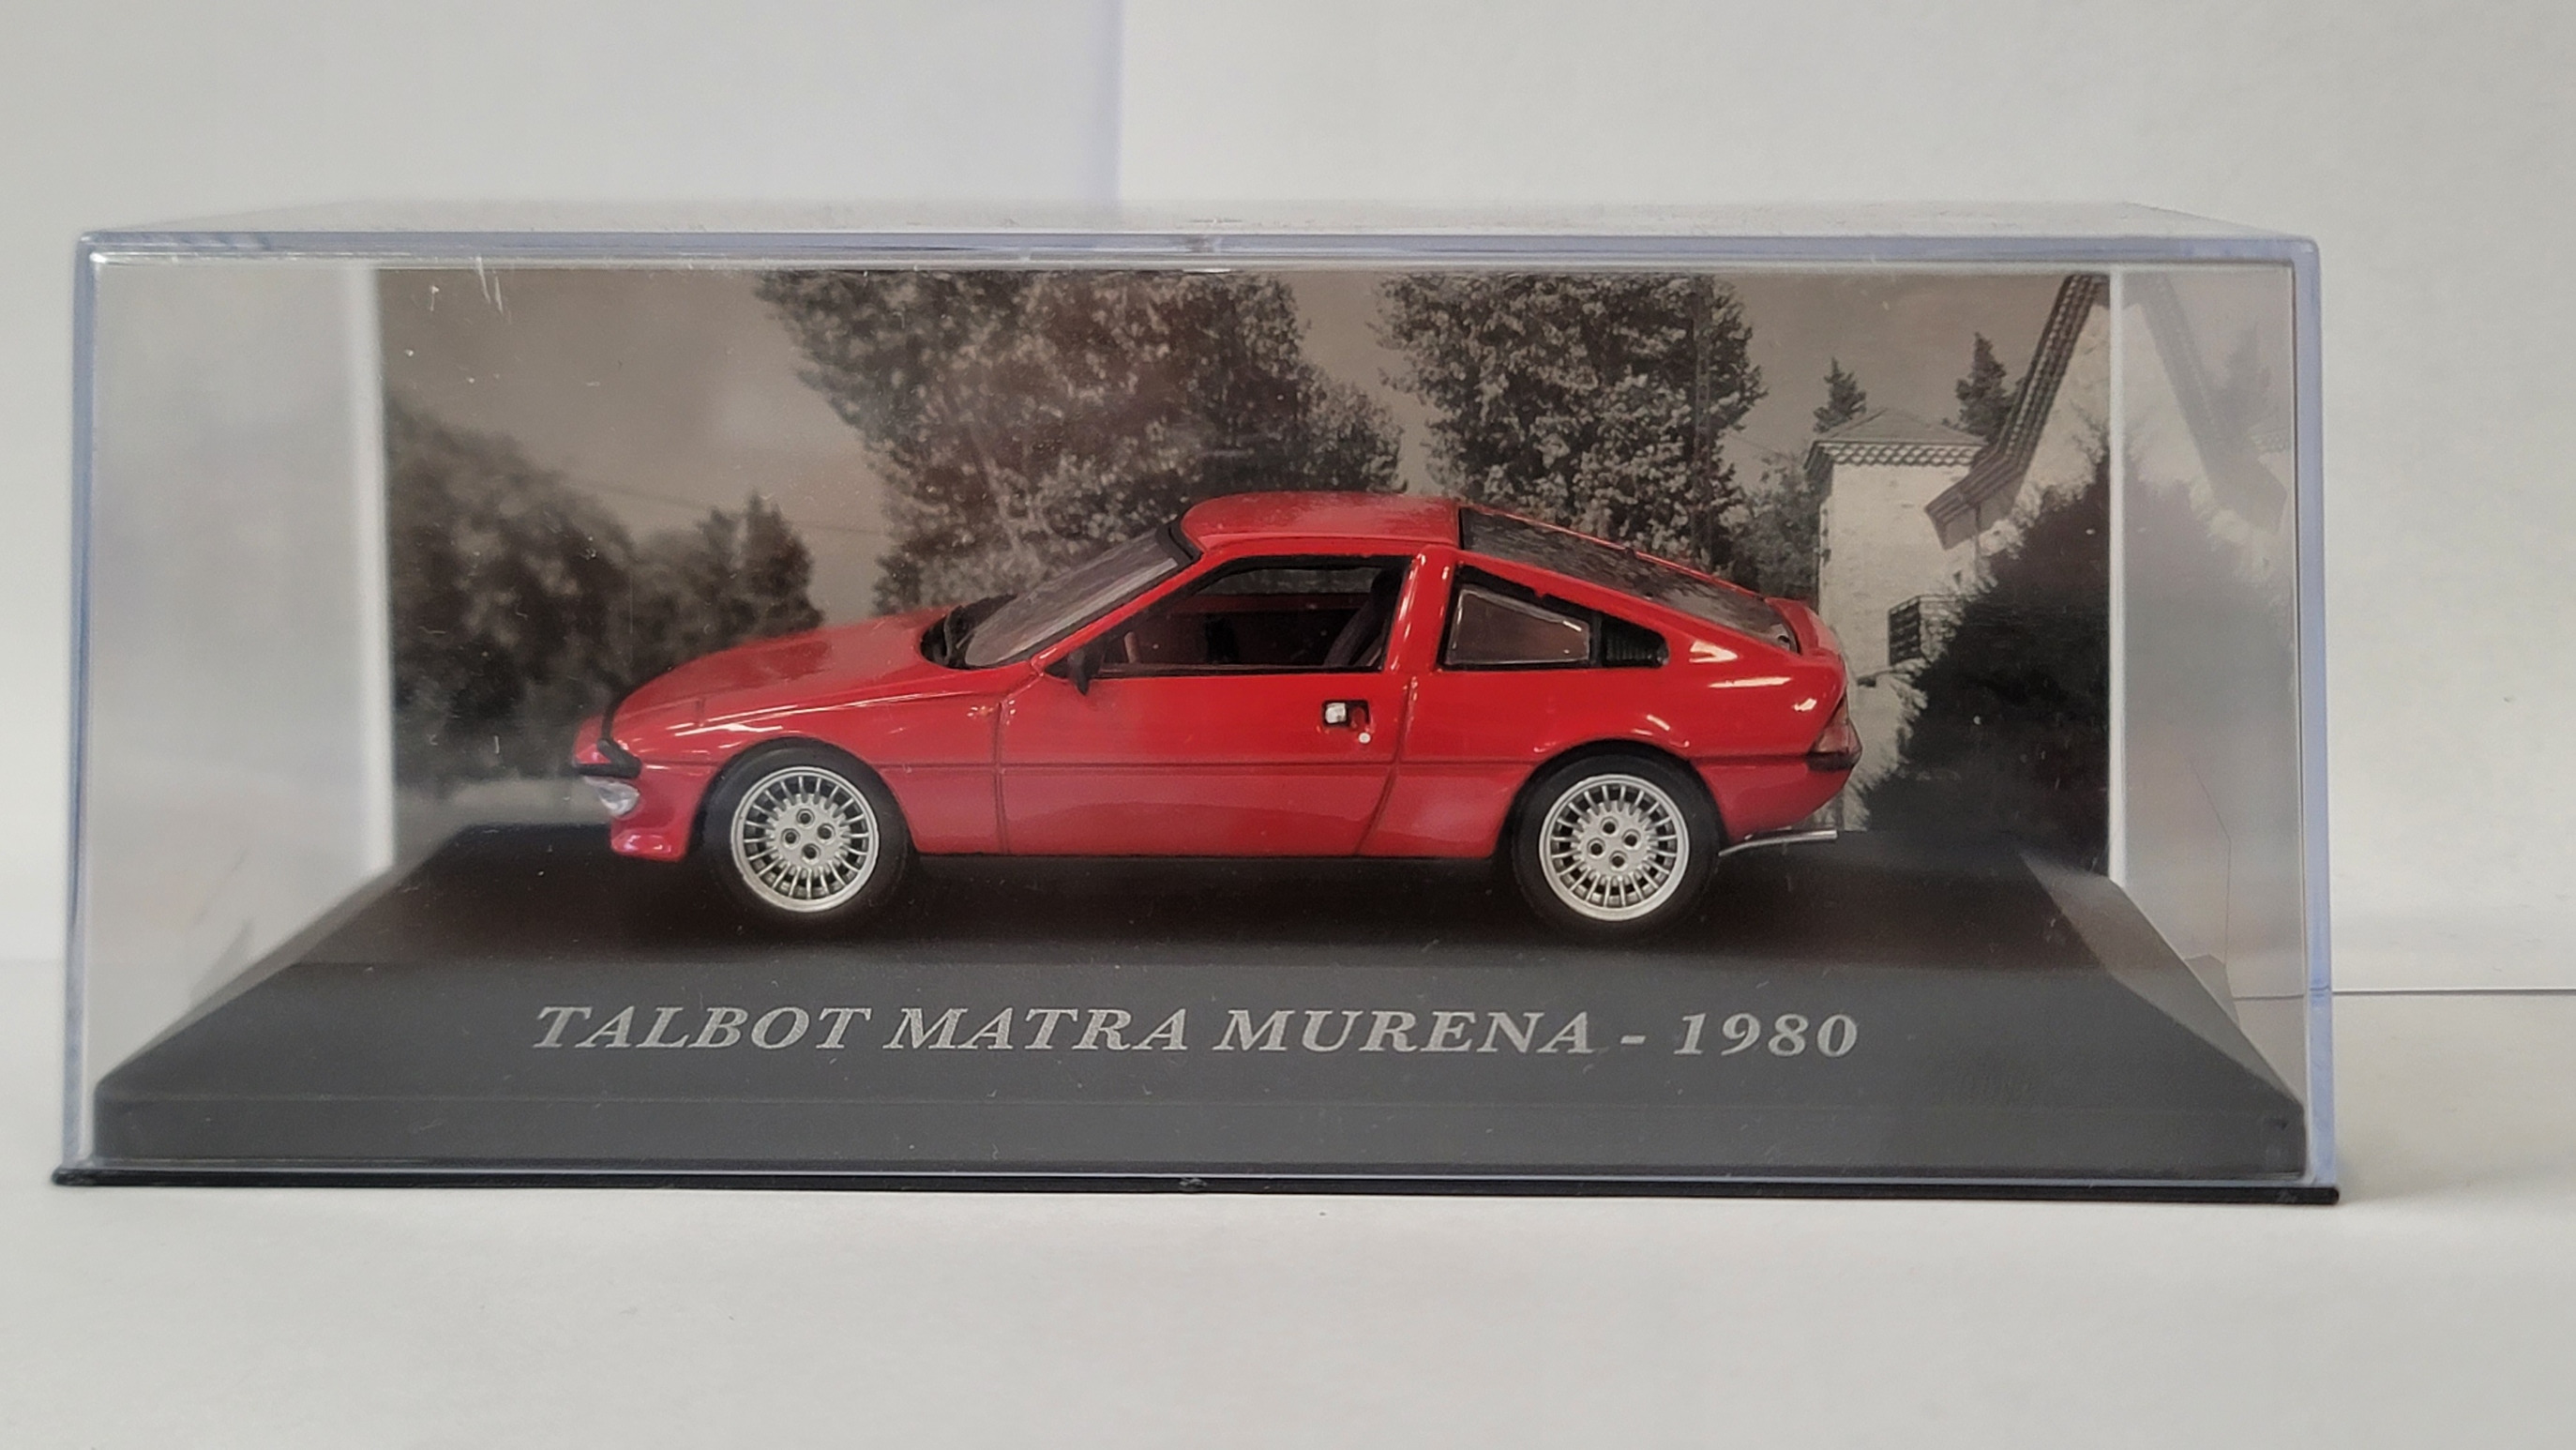 TALBOT MATRA MURENA - 1980